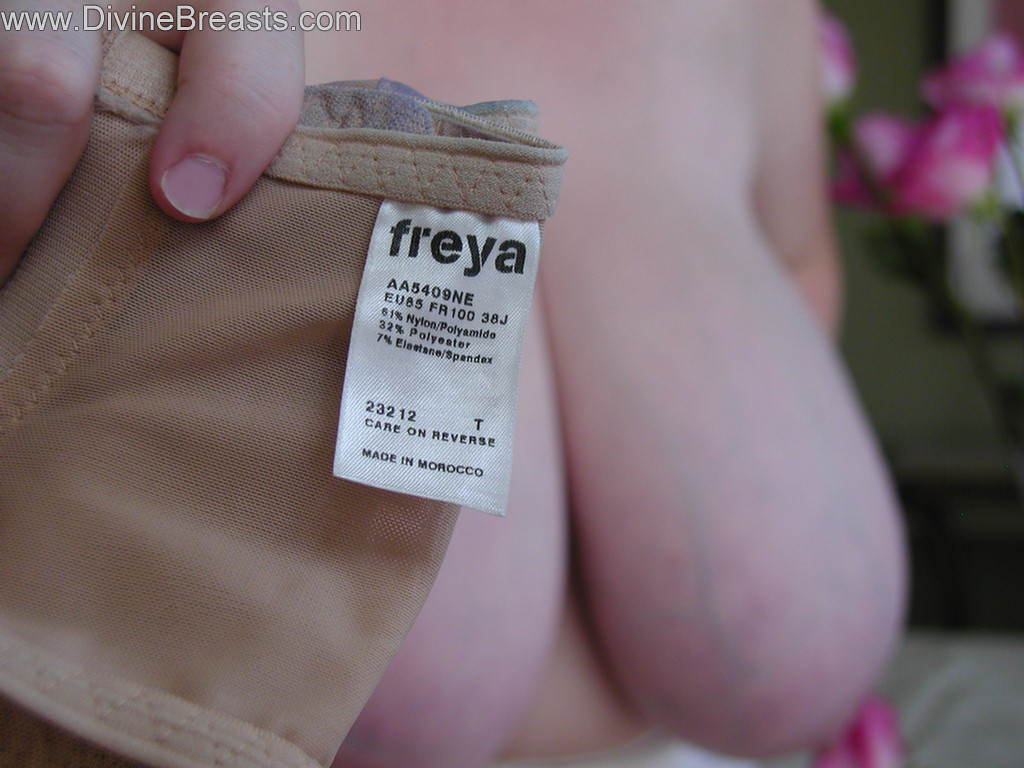 www.DivineBreasts.com
freya
AA5409NE
EU85 FR100 38J
61% Nylon/Polyamide
32% Polyester
7% Elastane/Spandex
23212 T
CARE ON REVERSE
MADE IN MOROCCO